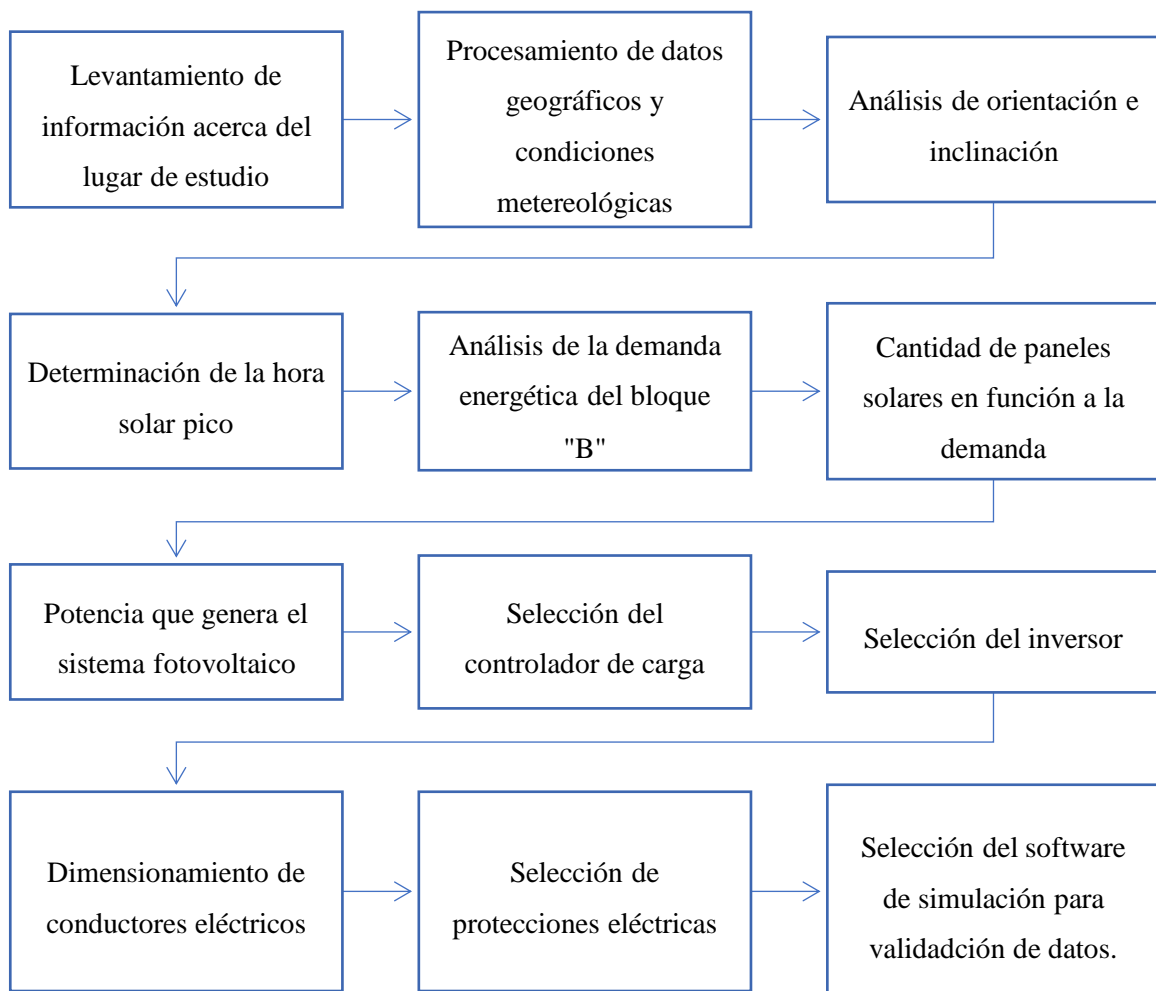 Levantamiento de
información acerca del
lugar de estudio
Procesamiento de datos
geográficos y
condiciones
metereológicas
Análisis de orientación e
inclinación
Determinación de la hora
solar pico
Análisis de la demanda
energética del bloque
"B"
Cantidad de paneles
solares en función a la
demanda
Potencia que genera el
sistema fotovoltaico
Selección del
controlador de carga
Selección del inversor
Dimensionamiento de
conductores eléctricos
Selección de
protecciones eléctricas
Selección del software
de simulación para
validadción de datos.